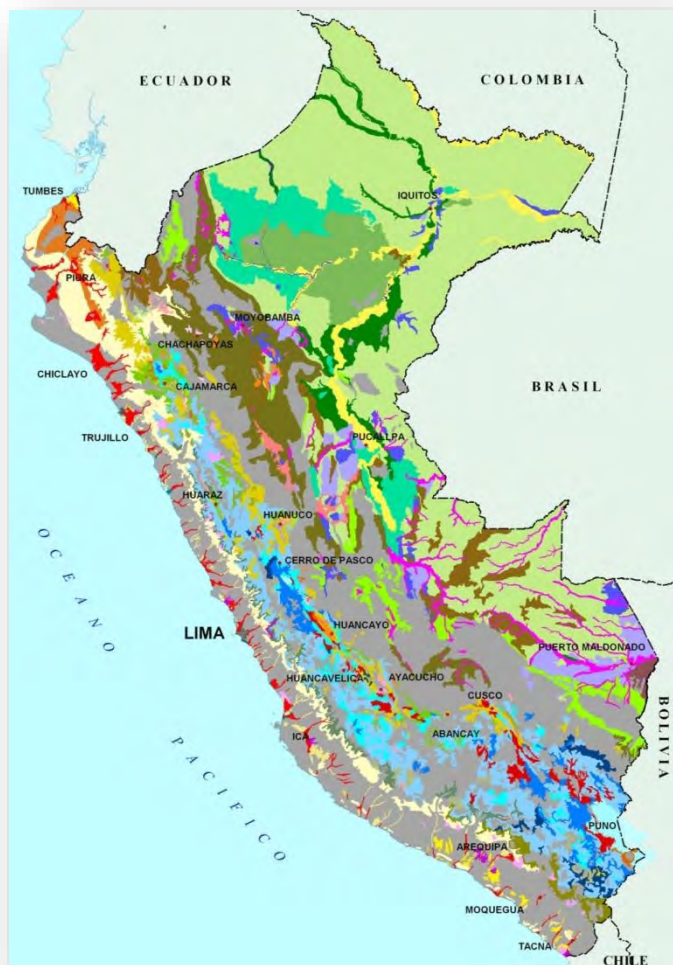 ECUADOR
COLOMBIA
TUMBES
IQUITOS
PIURA
MOYOBAMBA
CHACHAPOYAS
CHICLAYO
CAJAMARCA
BRASIL
TRUJILLO
PUCALLPA
HUARAZ
HUANUCO
OCEANO
CERRO DE PASCO
LIMA
HUANCAYO
PUERTO MALDONADO
HUANCAVELICA
AYACUCHO
CUSCO
BOLIVIA
ICA
ABANCAY
PACIFICO
PUNO
AREQUIPA
MOQUEGUA
TACNA
CHILE